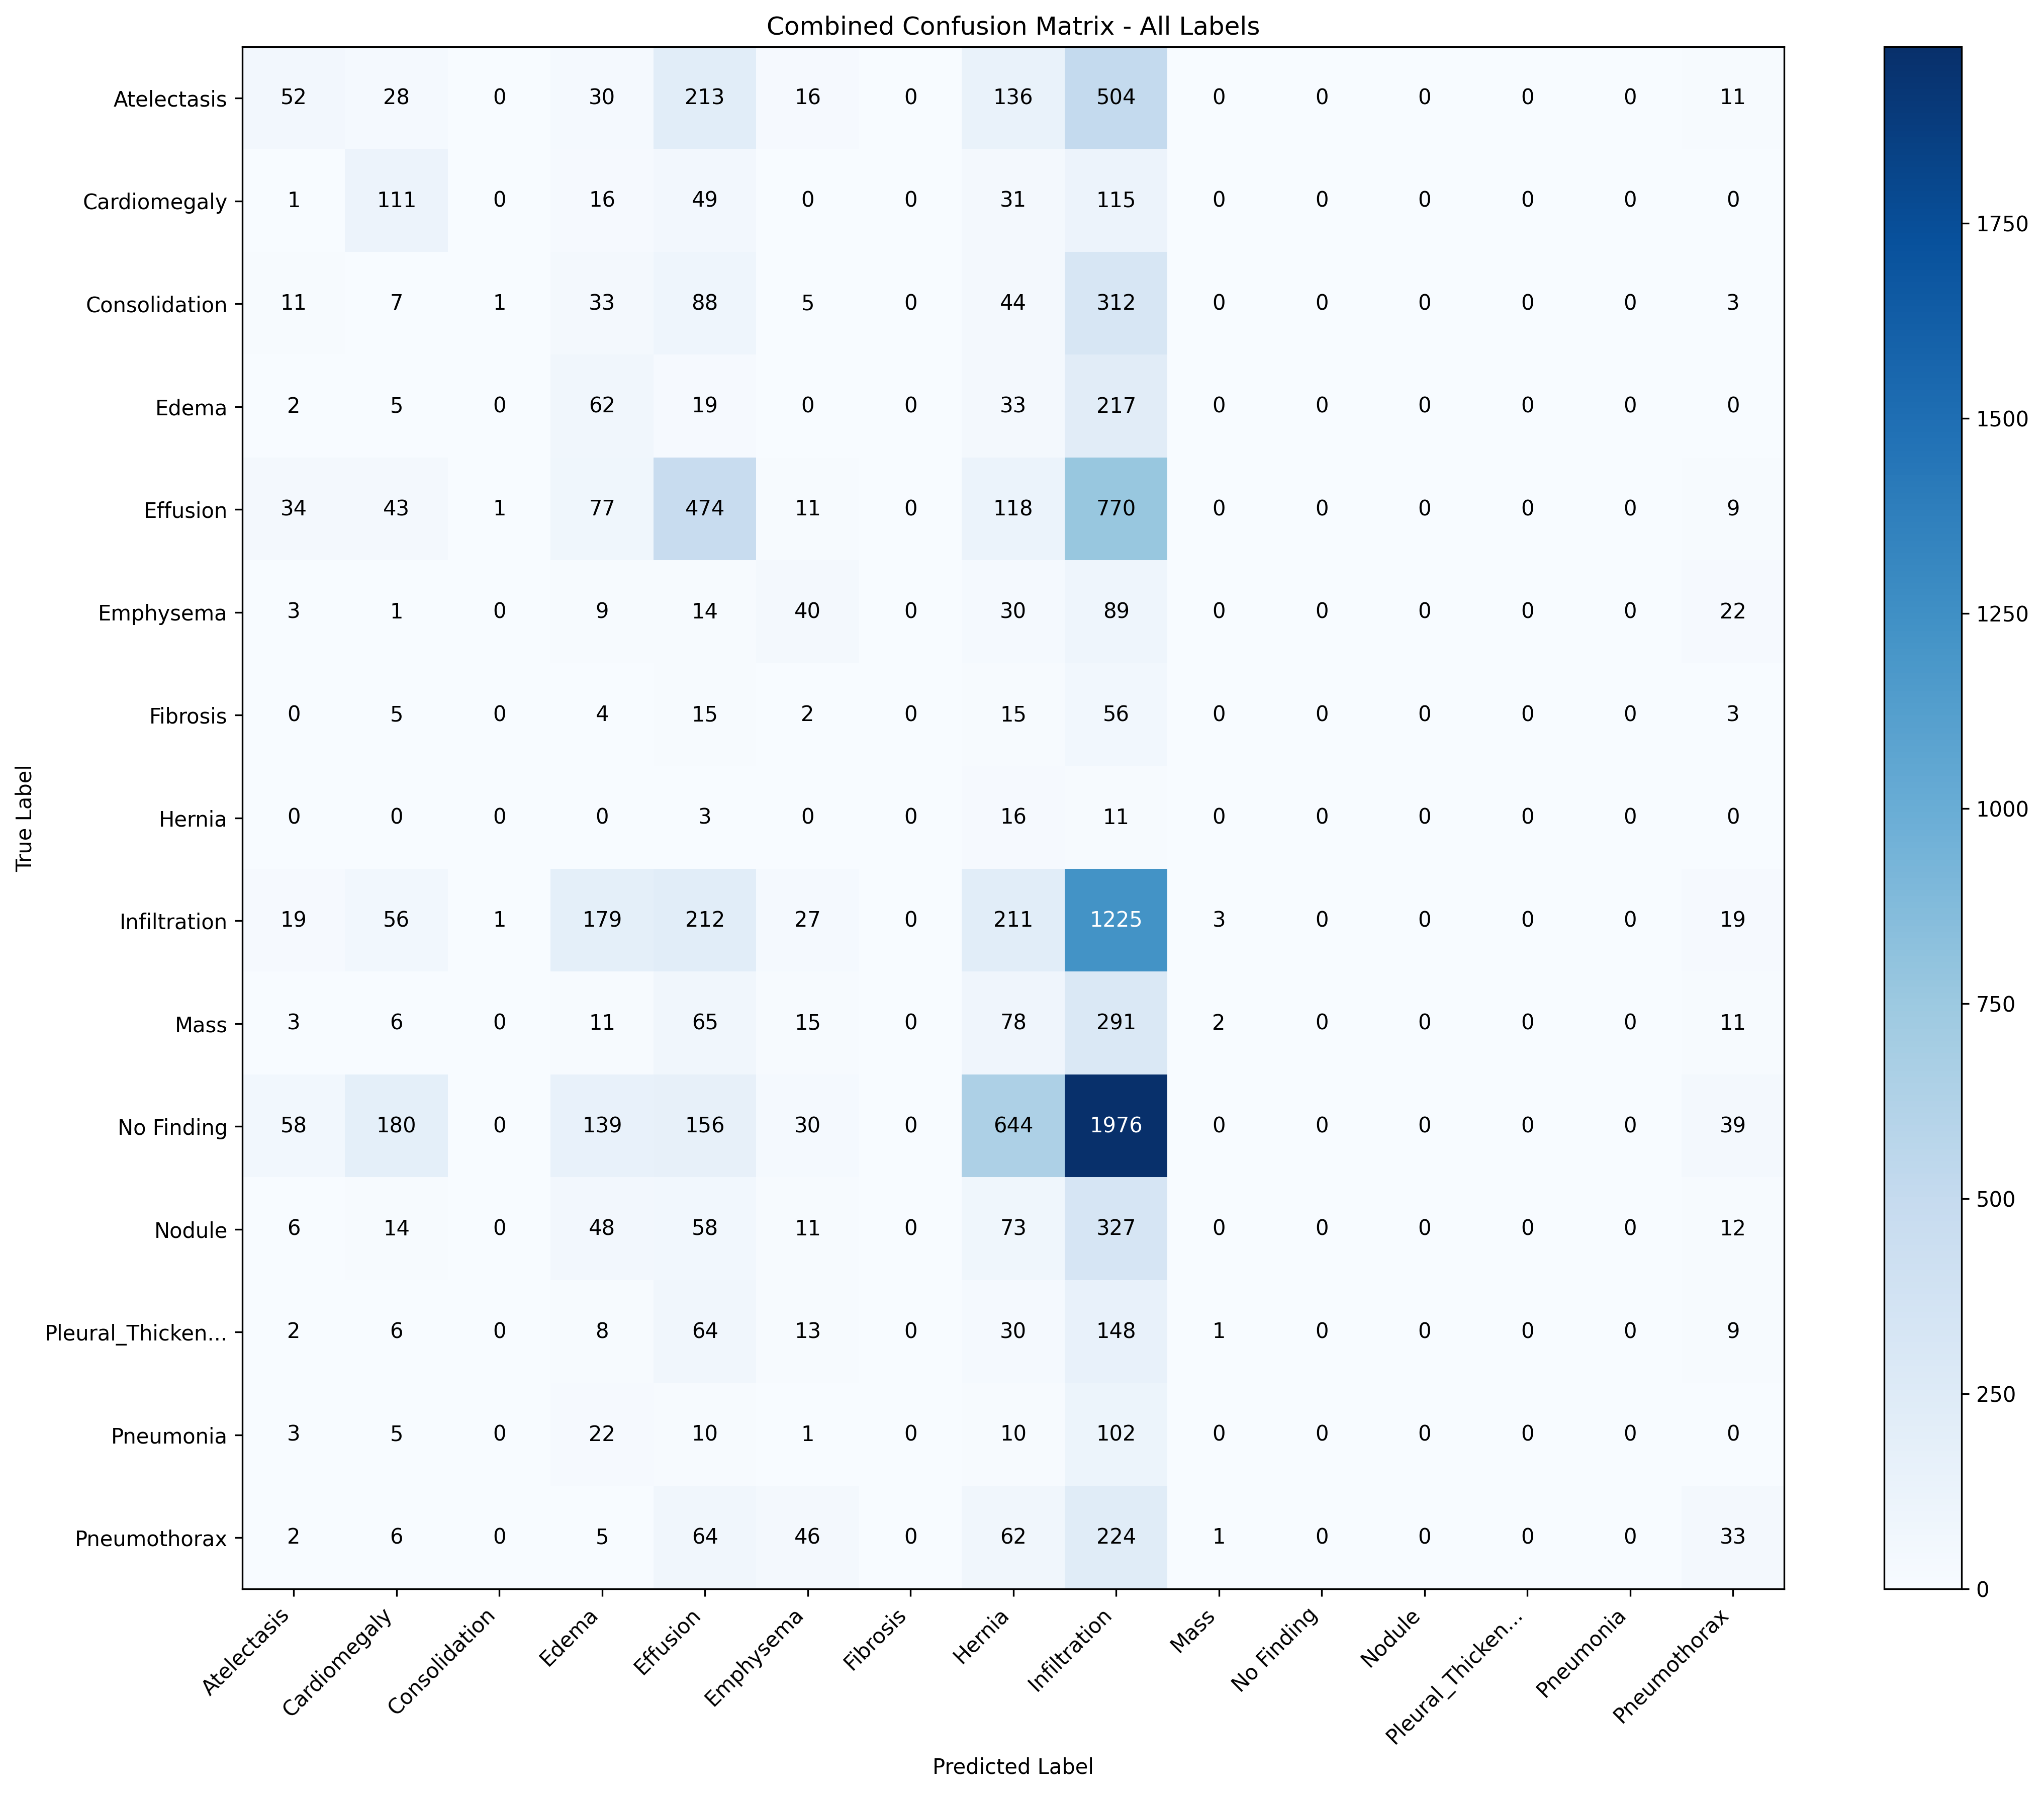 Combined Confusion Matrix - All Labels
Atelectasis 52 28 0 30 213 16 0 136 504 0 0 0 0 0 11
Cardiomegaly 1 111 0 16 49 0 0 31 115 0 0 0 0 0 0
Consolidation 11 7 1 33 88 5 0 44 312 0 0 0 0 0 3
Edema 2 5 0 62 19 0 0 33 217 0 0 0 0 0 0
Effusion 34 43 1 77 474 11 0 118 770 0 0 0 0 0 9
Emphysema 3 1 0 9 14 40 0 30 89 0 0 0 0 0 22
Fibrosis 0 5 0 4 15 2 0 15 56 0 0 0 0 0 3
Hernia 0 0 0 0 3 0 0 16 11 0 0 0 0 0 0
Infiltration 19 56 1 179 212 27 0 211 1225 3 0 0 0 0 19
Mass 3 6 0 11 65 15 0 78 291 2 0 0 0 0 11
No Finding 58 180 0 139 156 30 0 644 1976 0 0 0 0 0 39
Nodule 6 14 0 48 58 11 0 73 327 0 0 0 0 0 12
Pleural_Thicken... 2 6 0 8 64 13 0 30 148 1 0 0 0 0 9
Pneumonia 3 5 0 22 10 1 0 10 102 0 0 0 0 0 0
Pneumothorax 2 6 0 5 64 46 0 62 224 1 0 0 0 0 33
True Label
Atelectasis Cardiomegaly Consolidation Edema Effusion Emphysema Fibrosis Hernia Infiltration Mass No Finding Nodule Pleural_Thicken... Pneumonia Pneumothorax
Predicted Label
1750
1500
1250
1000
750
500
250
0